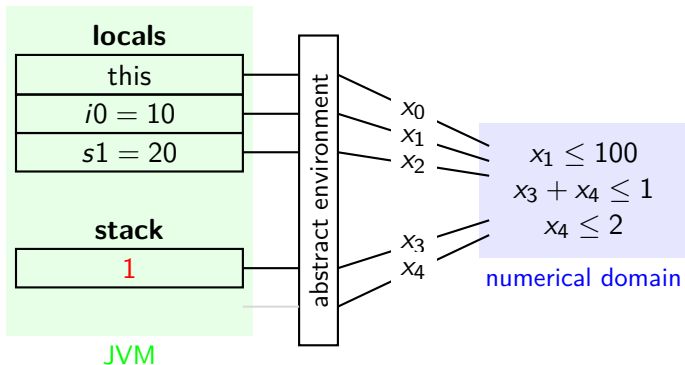 locals
this
i0 = 10
s1 = 20
stack
1
JVM
abstract environment
x₀
x₁
x₂
x₃
x₄
x₁ ≤ 100
x₃ + x₄ ≤ 1
x₄ ≤ 2
numerical domain